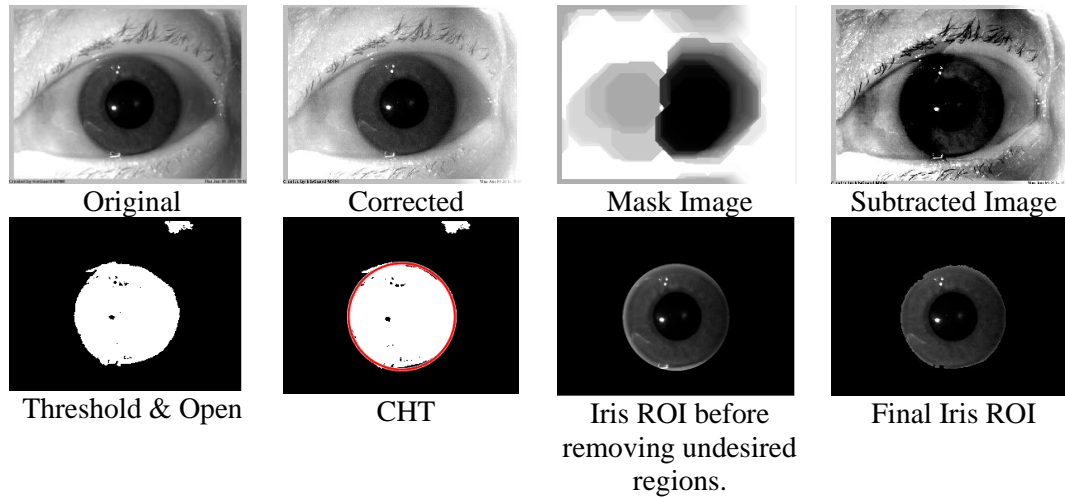 Original
Corrected
Mask Image
Subtracted Image
Threshold & Open
CHT
Iris ROI before
removing undesired
regions.
Final Iris ROI